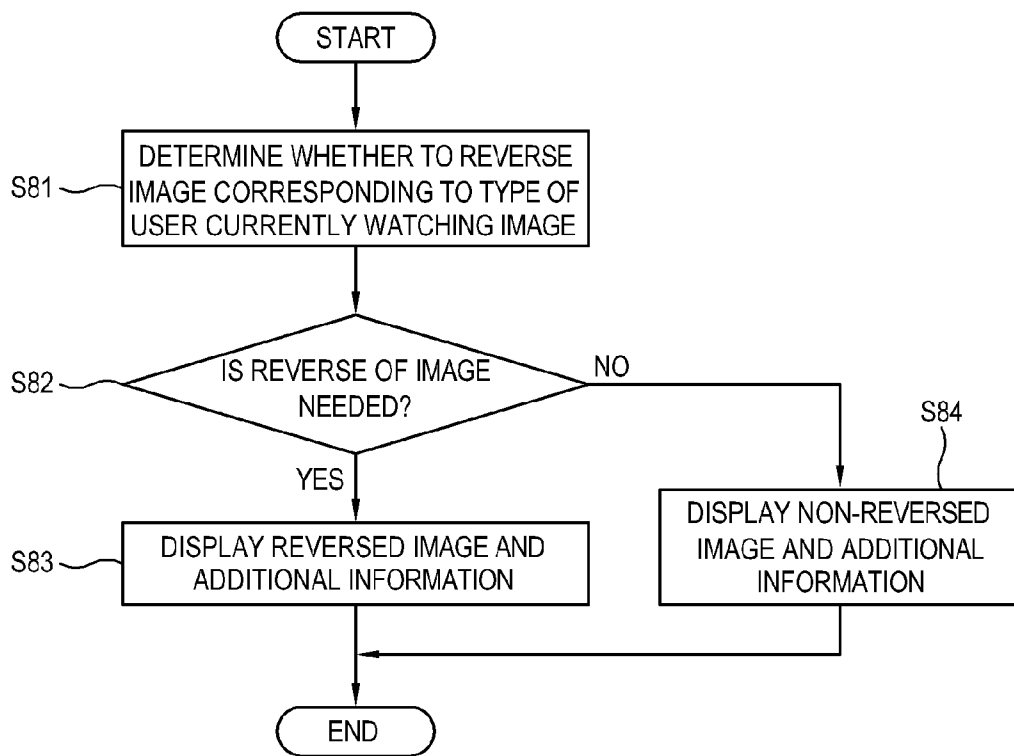 START
S81
DETERMINE WHETHER TO REVERSE
IMAGE CORRESPONDING TO TYPE OF
USER CURRENTLY WATCHING IMAGE
S82
IS REVERSE OF IMAGE
NEEDED?
NO
YES
S84
S83
DISPLAY REVERSED IMAGE AND
ADDITIONAL INFORMATION
DISPLAY NON-REVERSED
IMAGE AND ADDITIONAL
INFORMATION
END